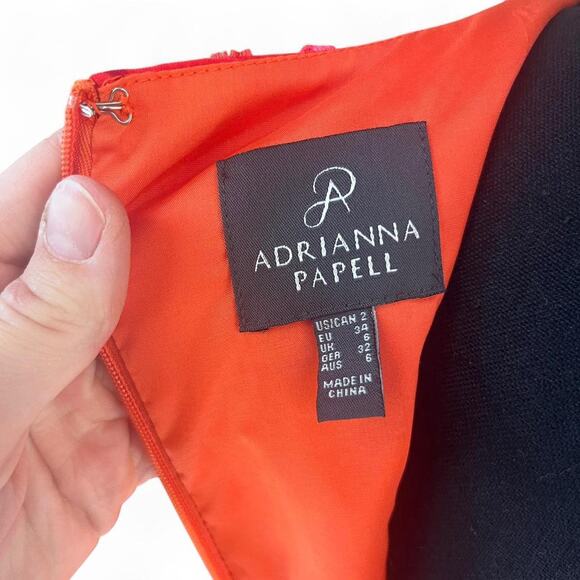 ADRIANNA
PAPELL
US|CAN 2
EU 34
UK 6
GER 32
AUS 6
MADE IN
CHINA